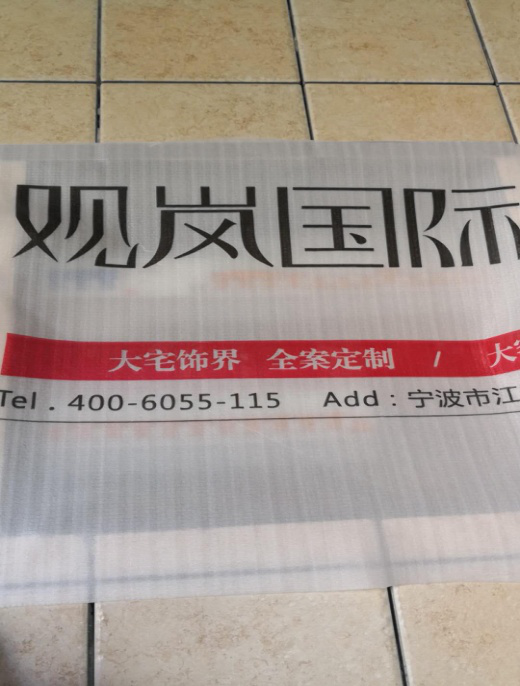 观岚国际
大宅饰界 全案定制 / 大
Tel . 400-6055-115 Add : 宁波市江